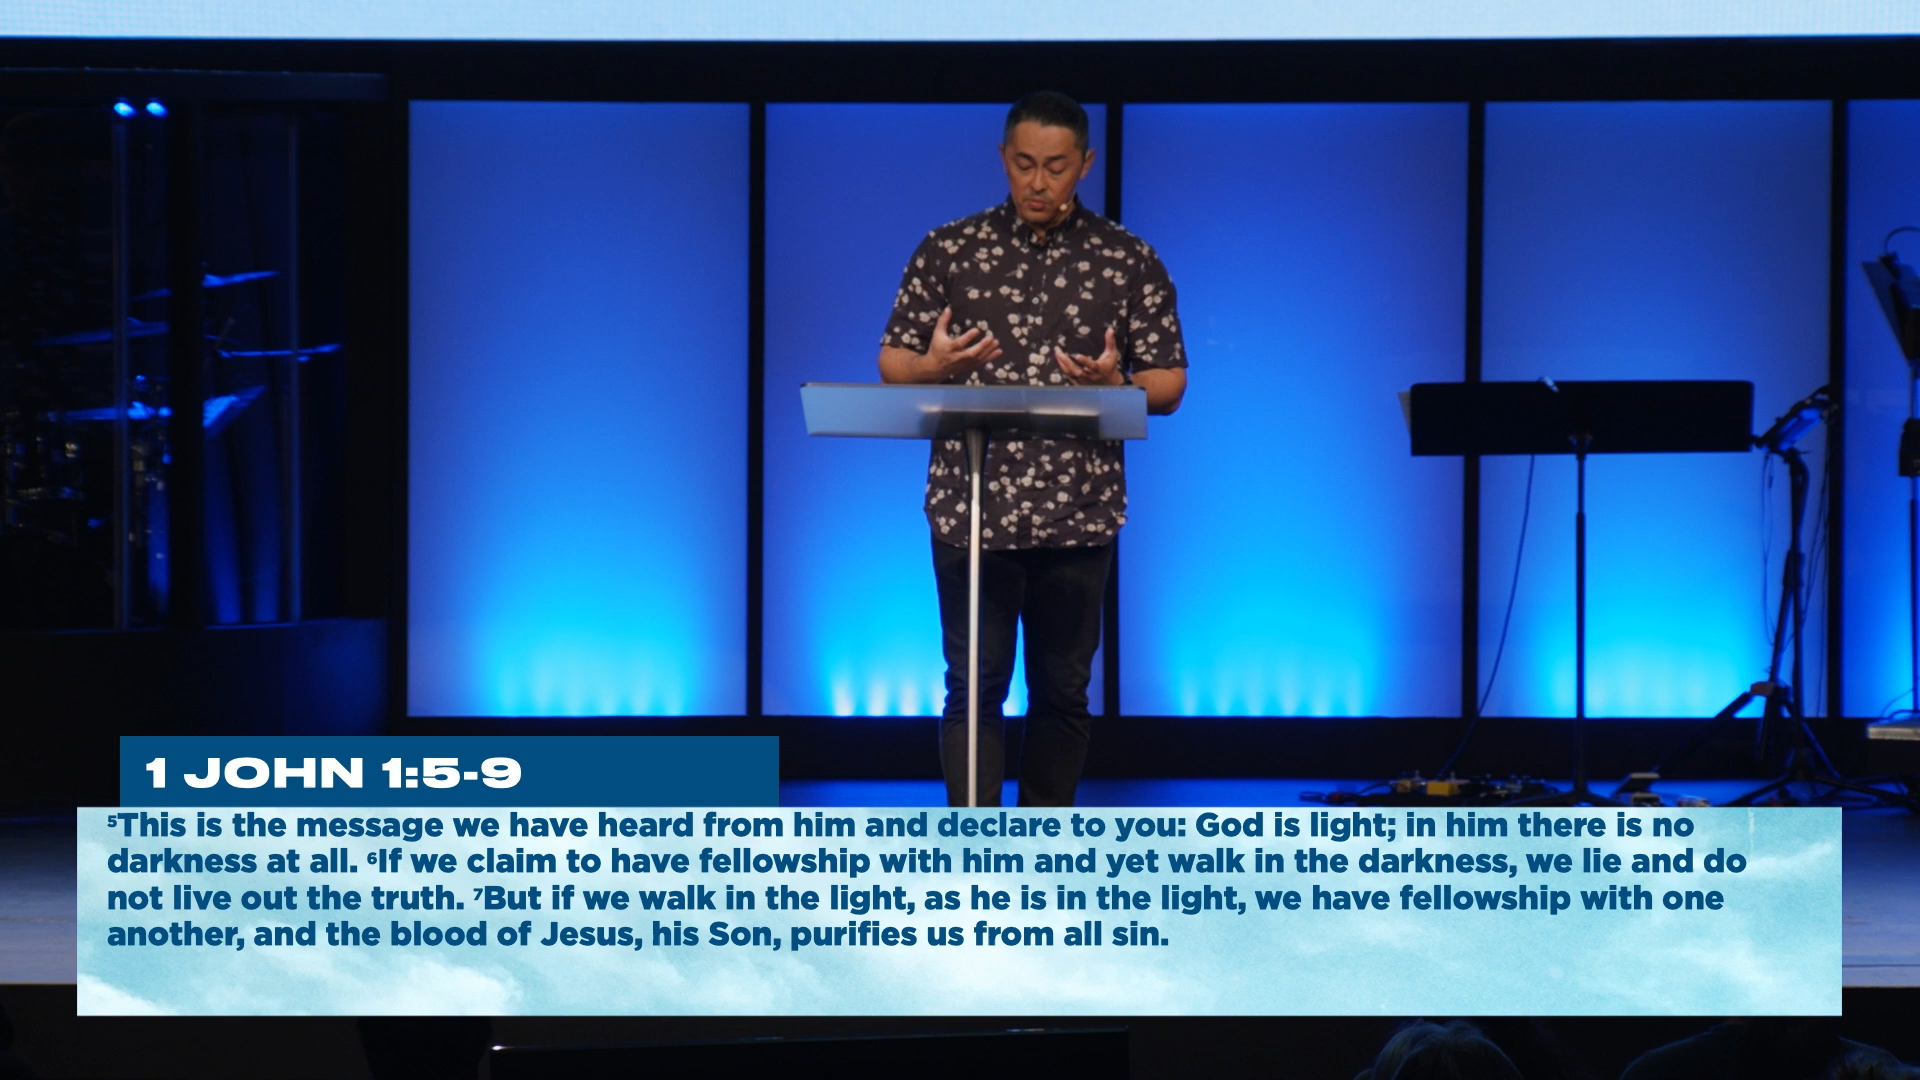 1 JOHN 1:5-9
⁵This is the message we have heard from him and declare to you: God is light; in him there is no
darkness at all. ⁶If we claim to have fellowship with him and yet walk in the darkness, we lie and do
not live out the truth. ⁷But if we walk in the light, as he is in the light, we have fellowship with one
another, and the blood of Jesus, his Son, purifies us from all sin.